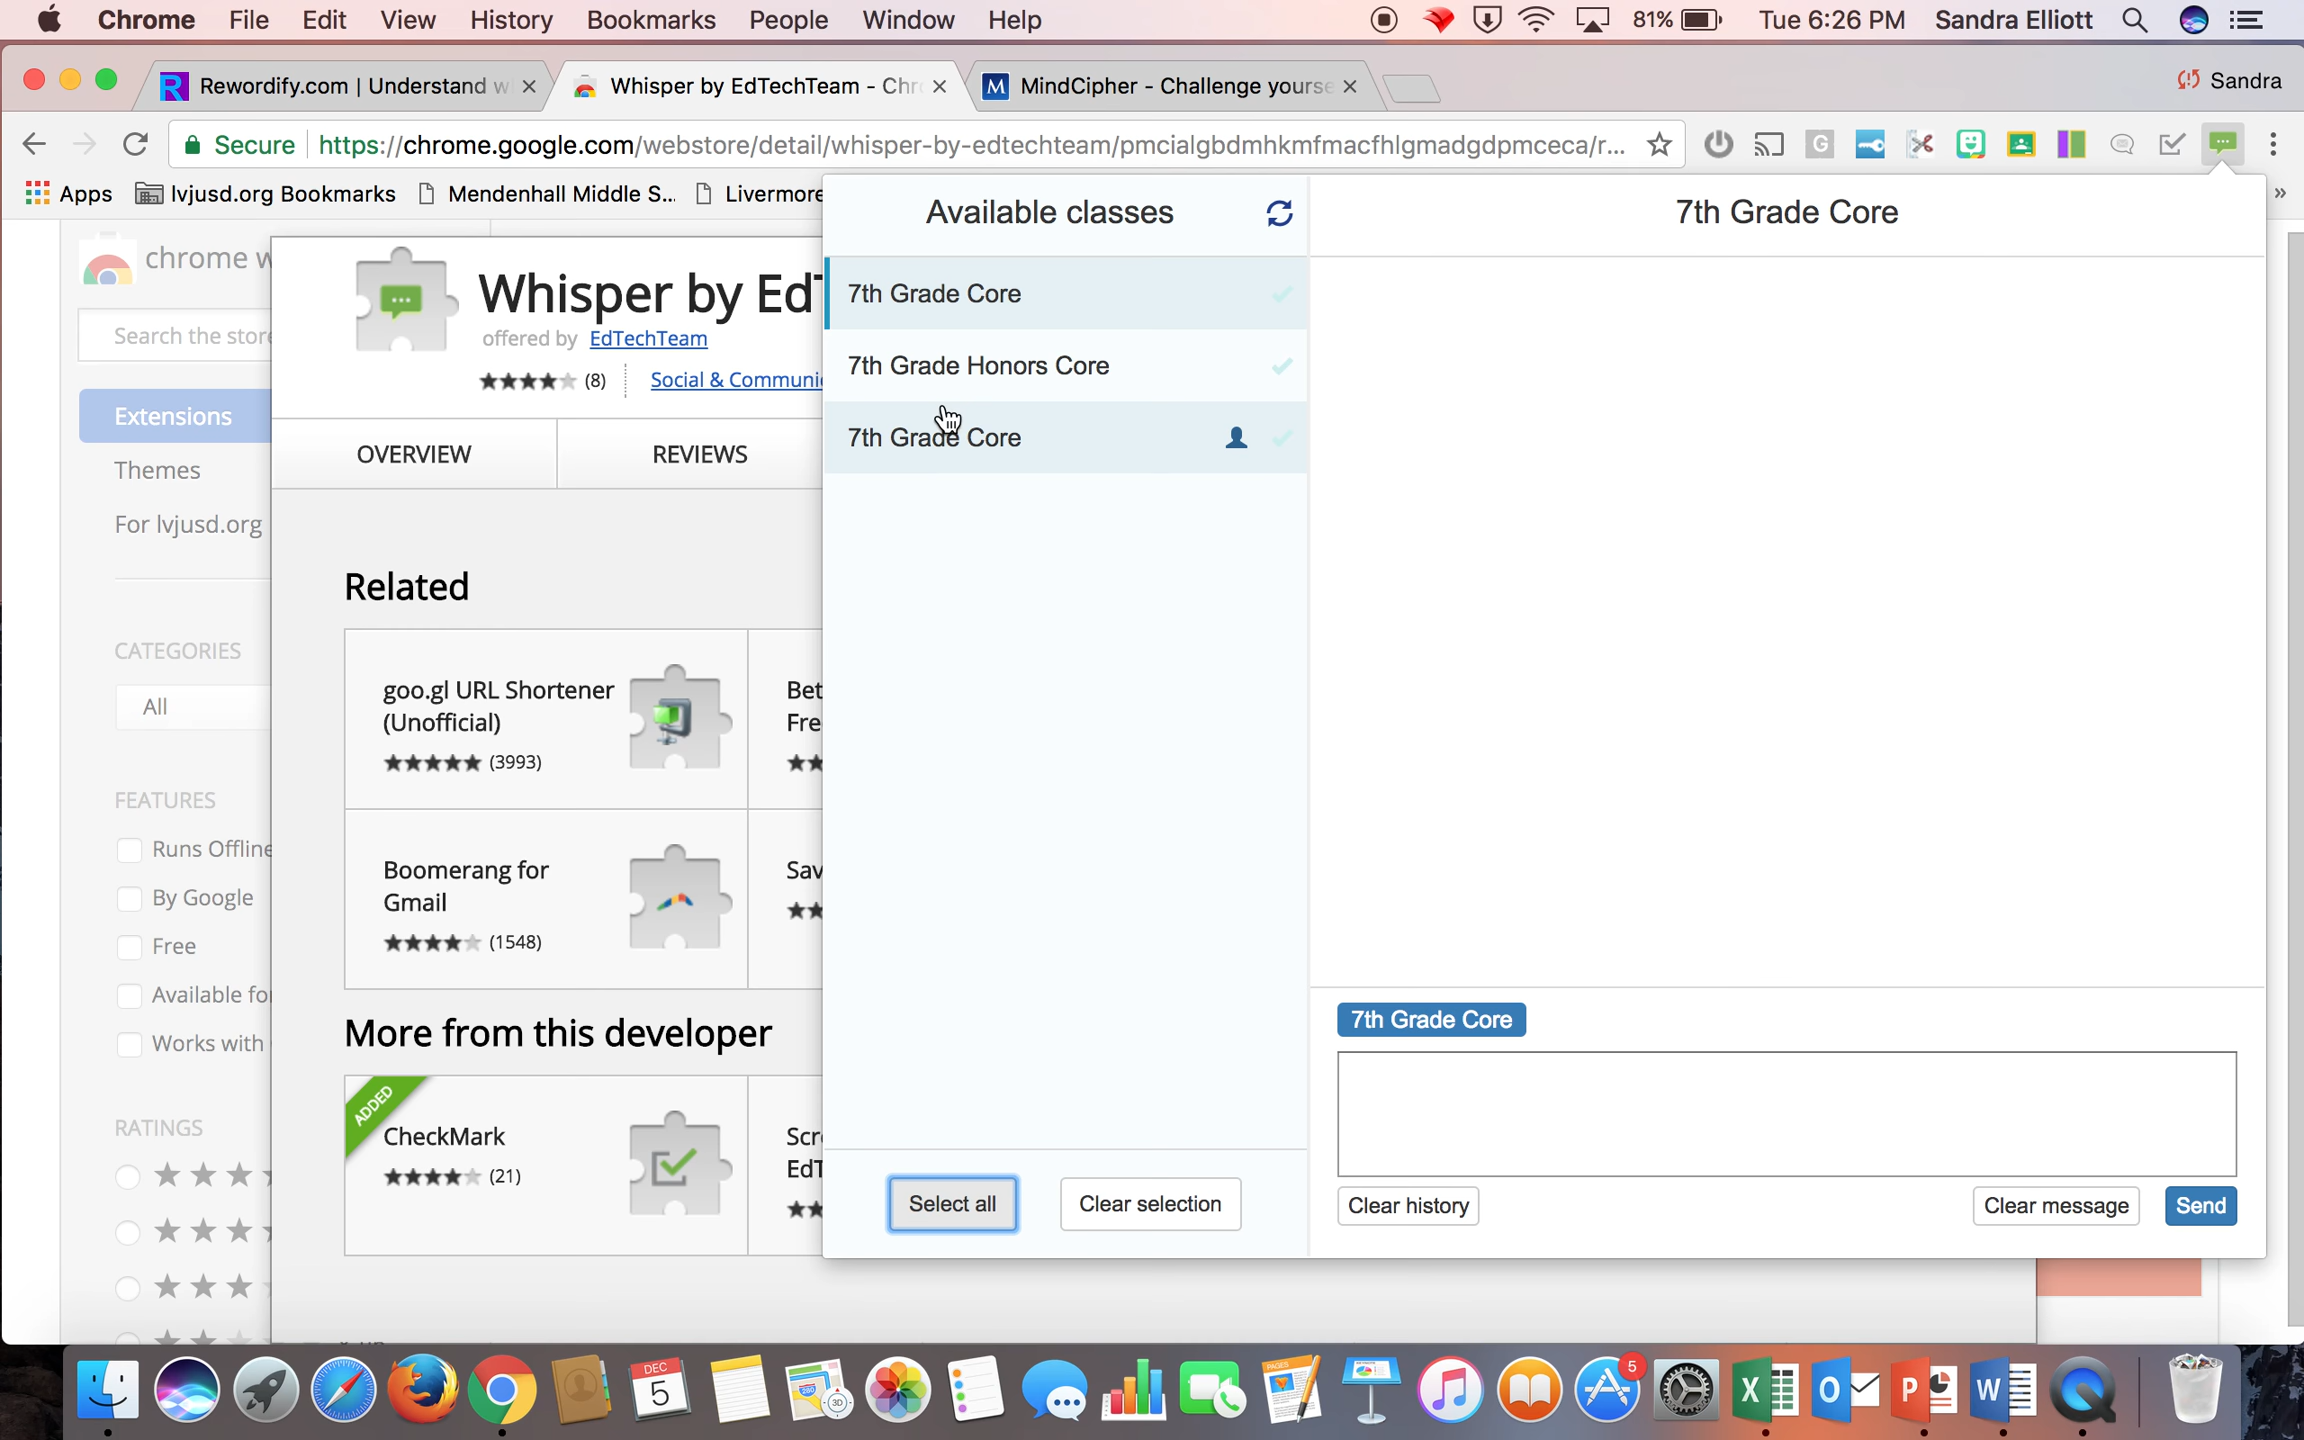 Chrome File Edit View History Bookmarks People Window Help 81% Tue 6:26 PM Sandra Elliott
Rewordify.com | Understand w
Whisper by EdTechTeam - Chr
MindCipher - Challenge yourse
Sandra
Secure https://chrome.google.com/webstore/detail/whisper-by-edtechteam/pmcialgbdmhkmfmacfhlgmadgdpmceca/r...
Apps lvjusd.org Bookmarks Mendenhall Middle S... Livermore »
chrome w
Search the store
Extensions
Themes
For lvjusd.org
CATEGORIES
All
FEATURES
Runs Offline
By Google
Free
Available fo
Works with
RATINGS
Whisper by Ed
offered by EdTechTeam
(8) Social & Communi
OVERVIEW REVIEWS
Related
goo.gl URL Shortener
(Unofficial)
(3993)
Bet
Fre
Boomerang for
Gmail
(1548)
Sav
More from this developer
ADDED
CheckMark
(21)
Scr
EdT
Available classes
7th Grade Core
7th Grade Honors Core
7th Grade Core
Select all Clear selection
7th Grade Core
7th Grade Core
Clear history Clear message Send
DEC
5
280
3D
PAGES
5
X
O
P
W